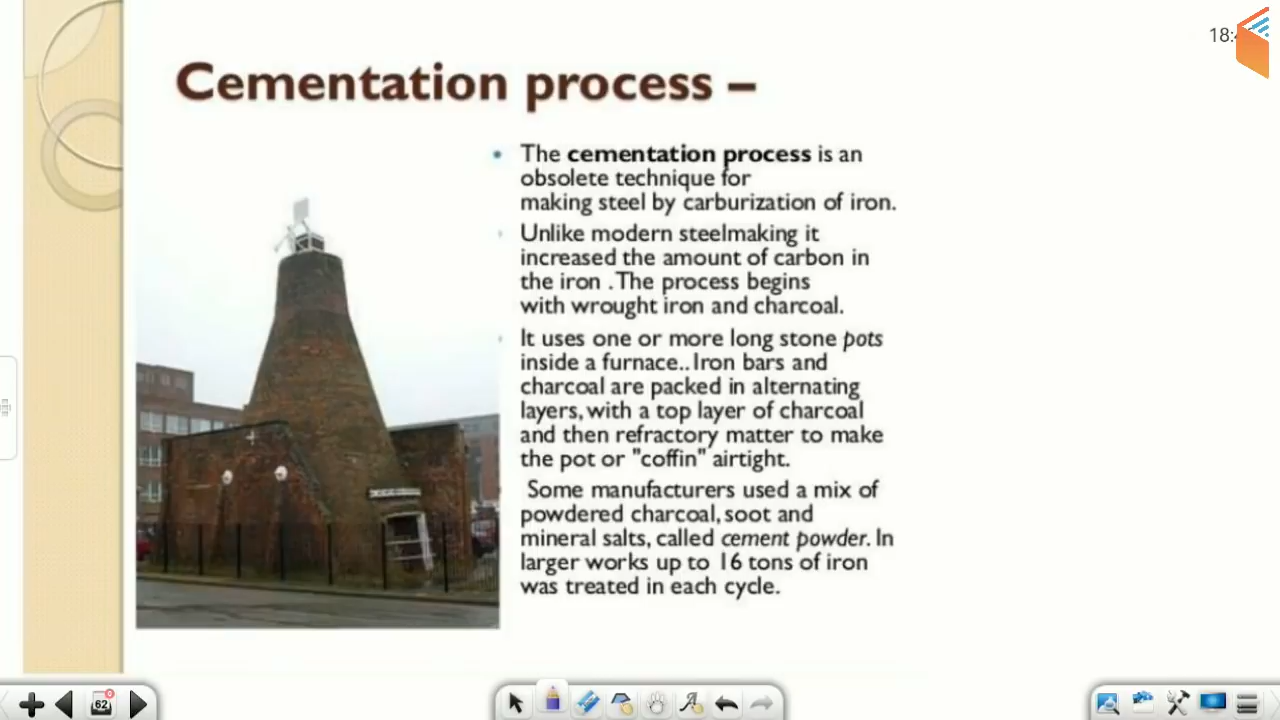 18:
Cementation process –
• The cementation process is an
obsolete technique for
making steel by carburization of iron.
Unlike modern steelmaking it
increased the amount of carbon in
the iron .The process begins
with wrought iron and charcoal.
It uses one or more long stone pots
inside a furnace.. Iron bars and
charcoal are packed in alternating
layers, with a top layer of charcoal
and then refractory matter to make
the pot or "coffin" airtight.
Some manufacturers used a mix of
powdered charcoal, soot and
mineral salts, called cement powder. In
larger works up to 16 tons of iron
was treated in each cycle.
62
0